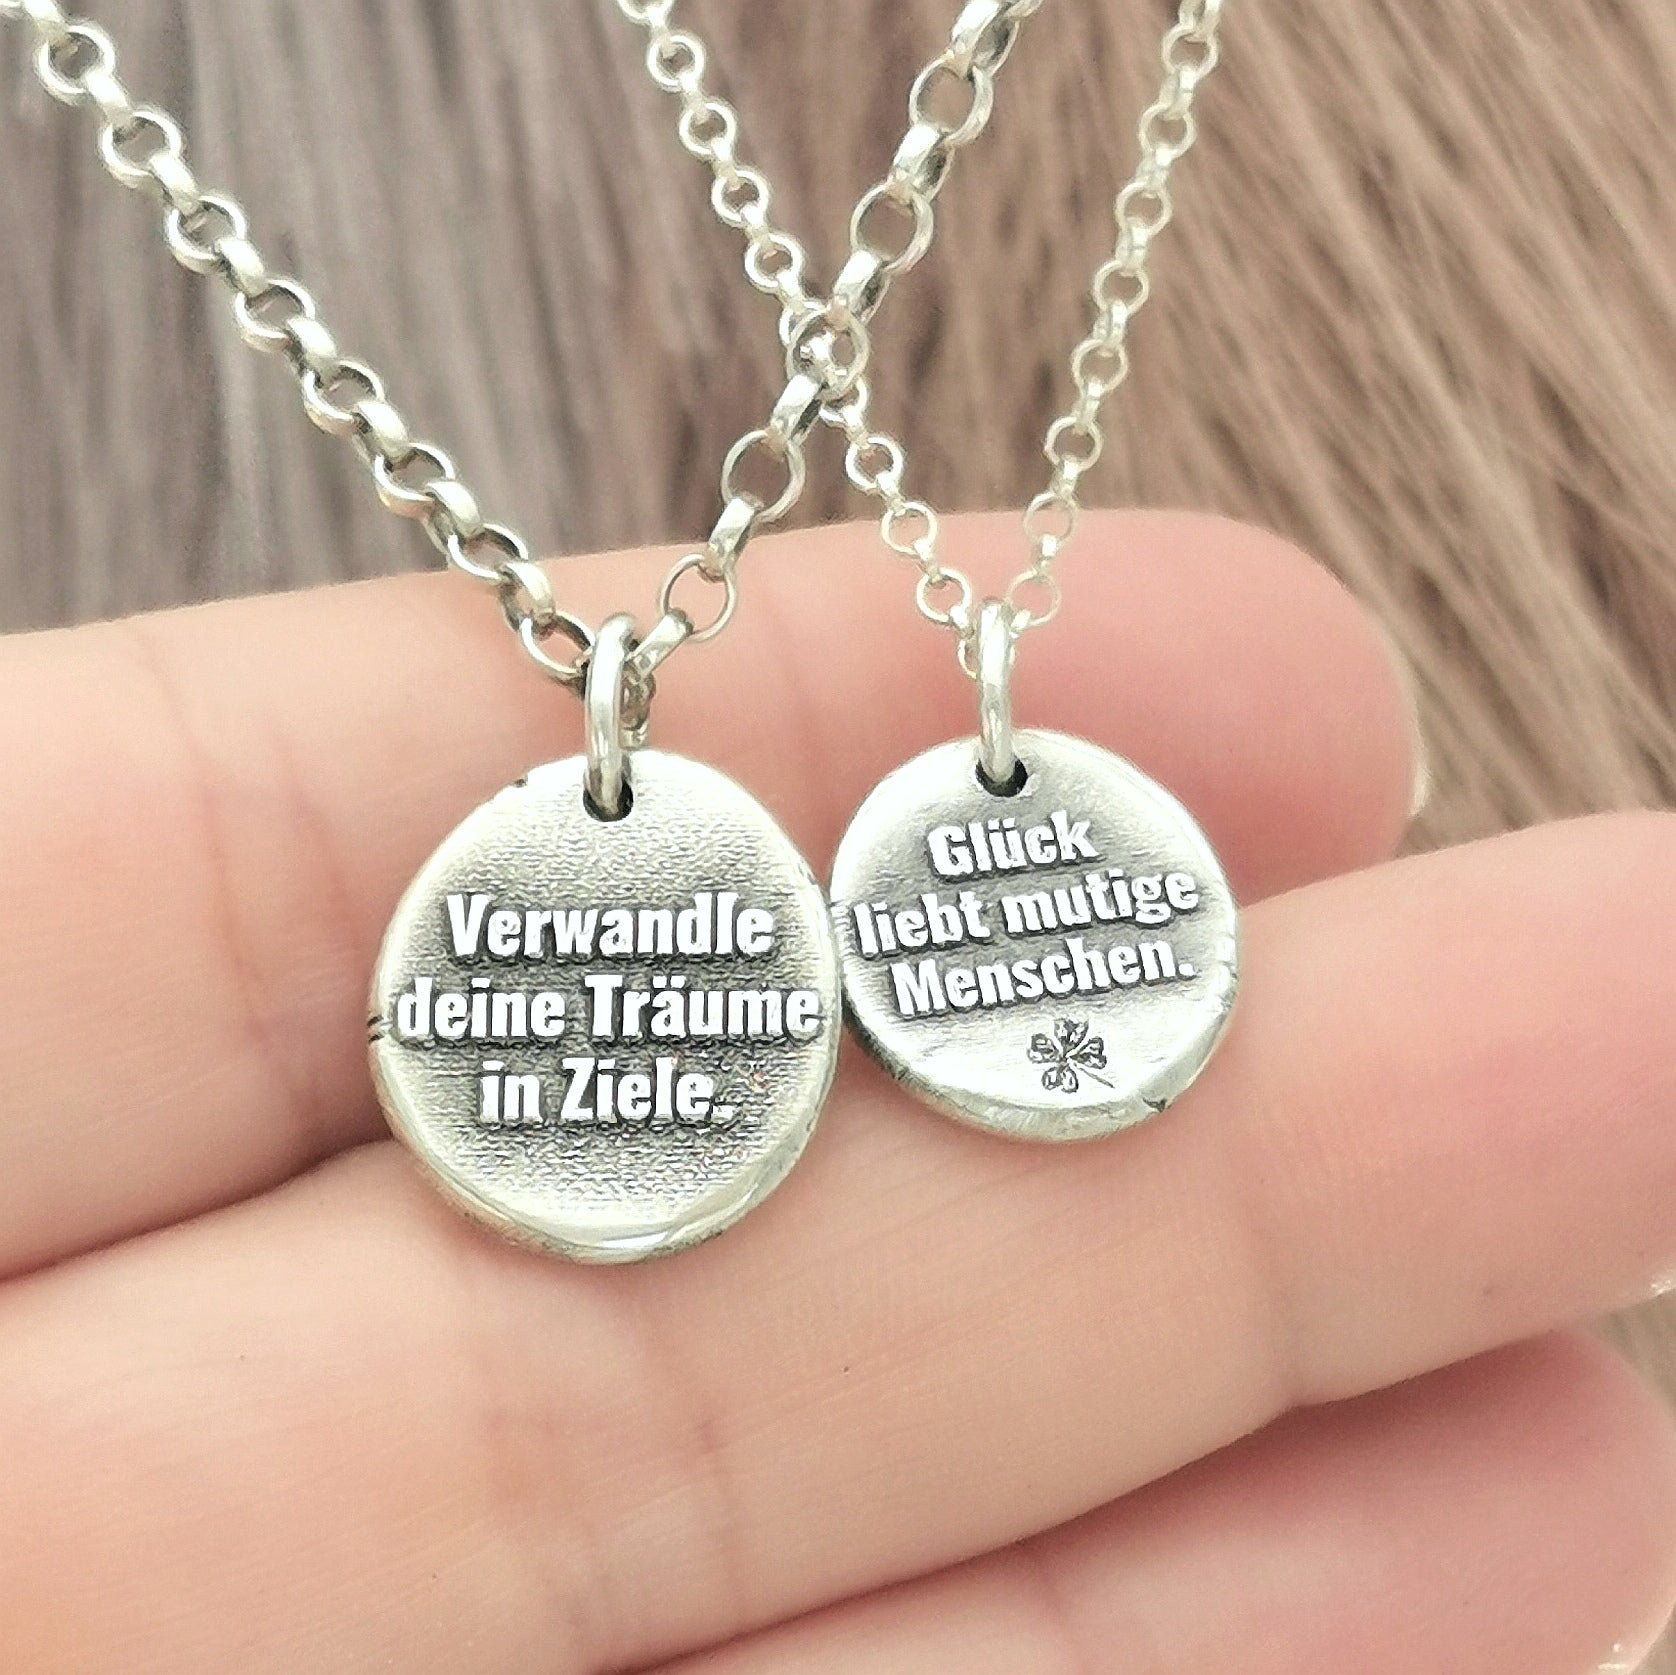 Verwandle
deine Träume
in Ziele.
Glück
liebt mutige
Menschen.